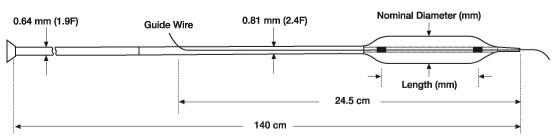 Nominal Diameter (mm)
0.64 mm (1.9F)
Guide Wire
0.81 mm (2.4F)
Length (mm)
24.5 cm
140 cm